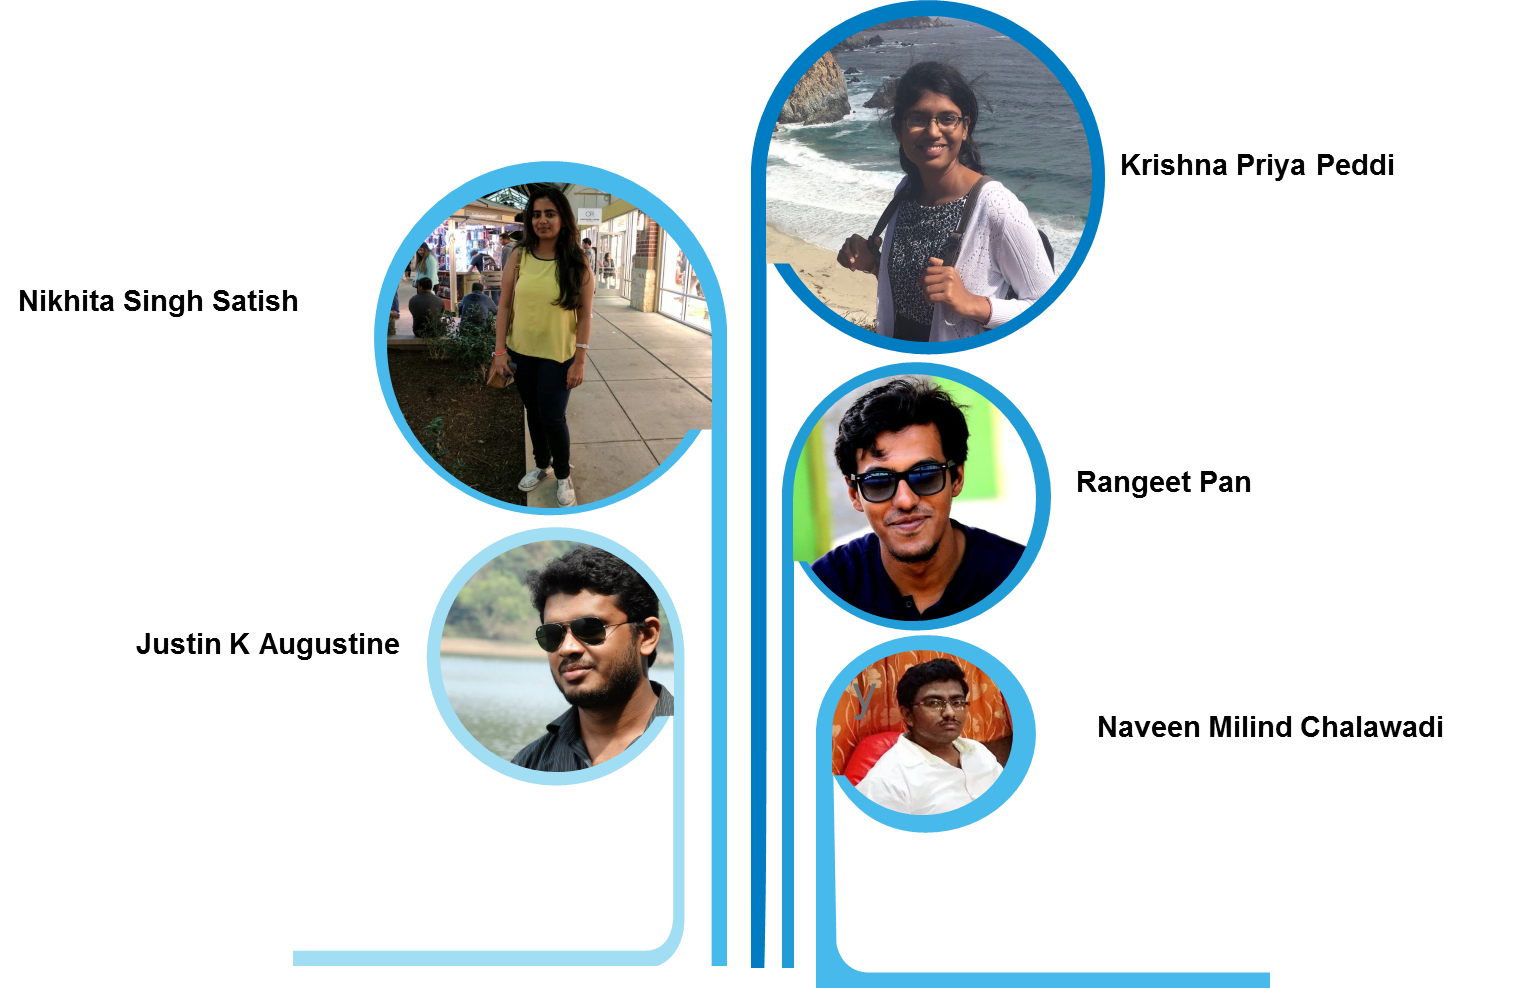 Krishna Priya Peddi
Nikhita Singh Satish
Rangeet Pan
Justin K Augustine
y
Naveen Milind Chalawadi